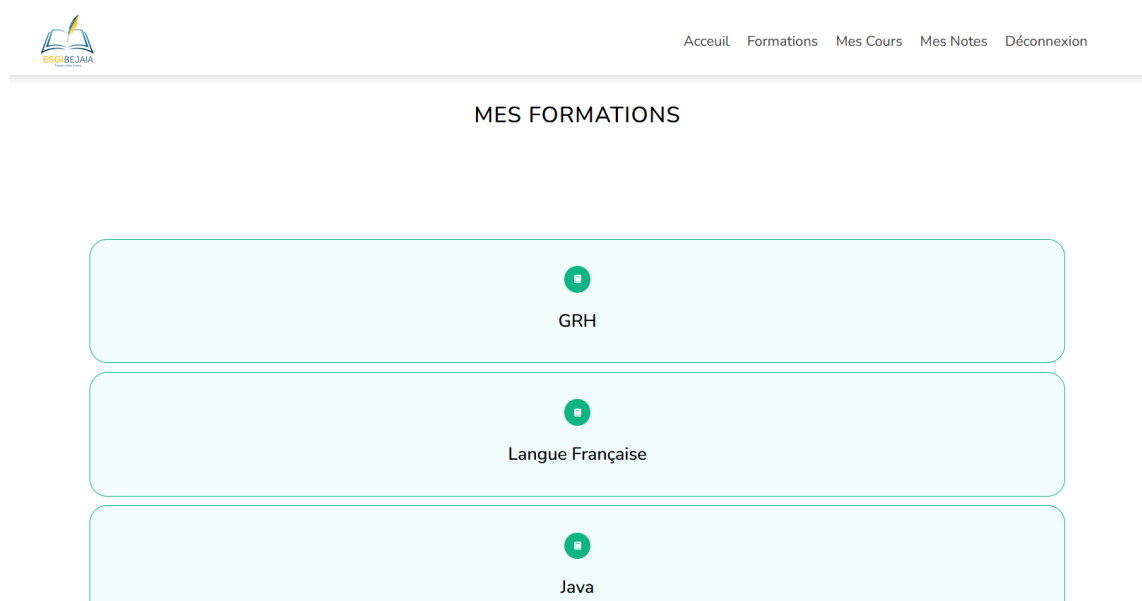 ESGIBEJAIA
Acceuil Formations Mes Cours Mes Notes Déconnexion
MES FORMATIONS
GRH
Langue Française
Java